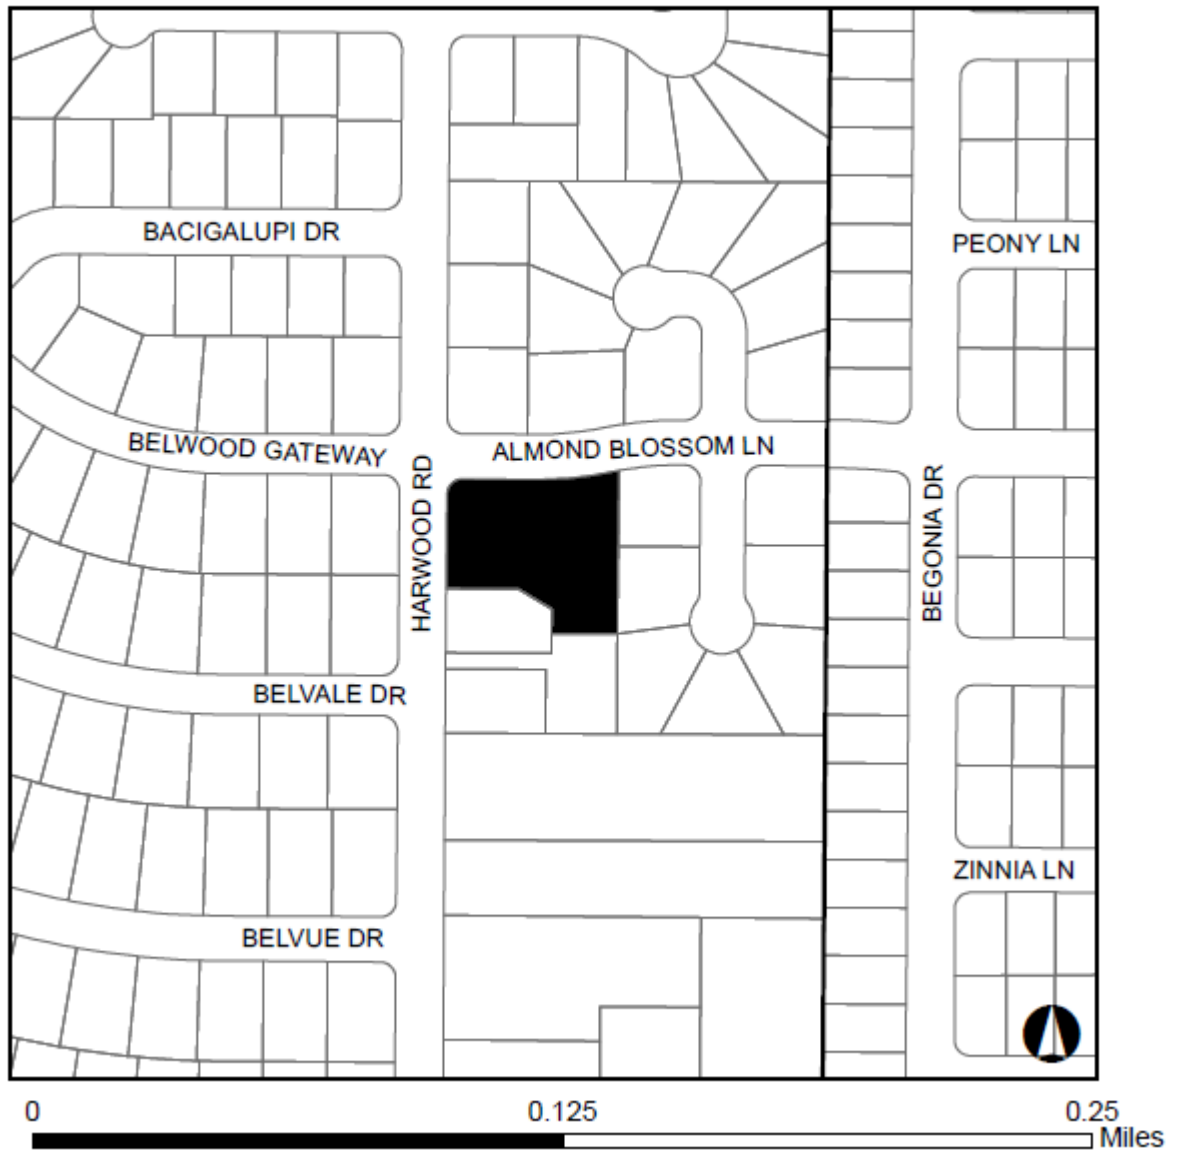 BACIGALUPI DR
PEONY LN
BELWOOD GATEWAY
ALMOND BLOSSOM LN
HARWOOD RD
BEGONIA DR
BELVALE DR
ZINNIA LN
BELVUE DR
0 0.125 0.25
Miles